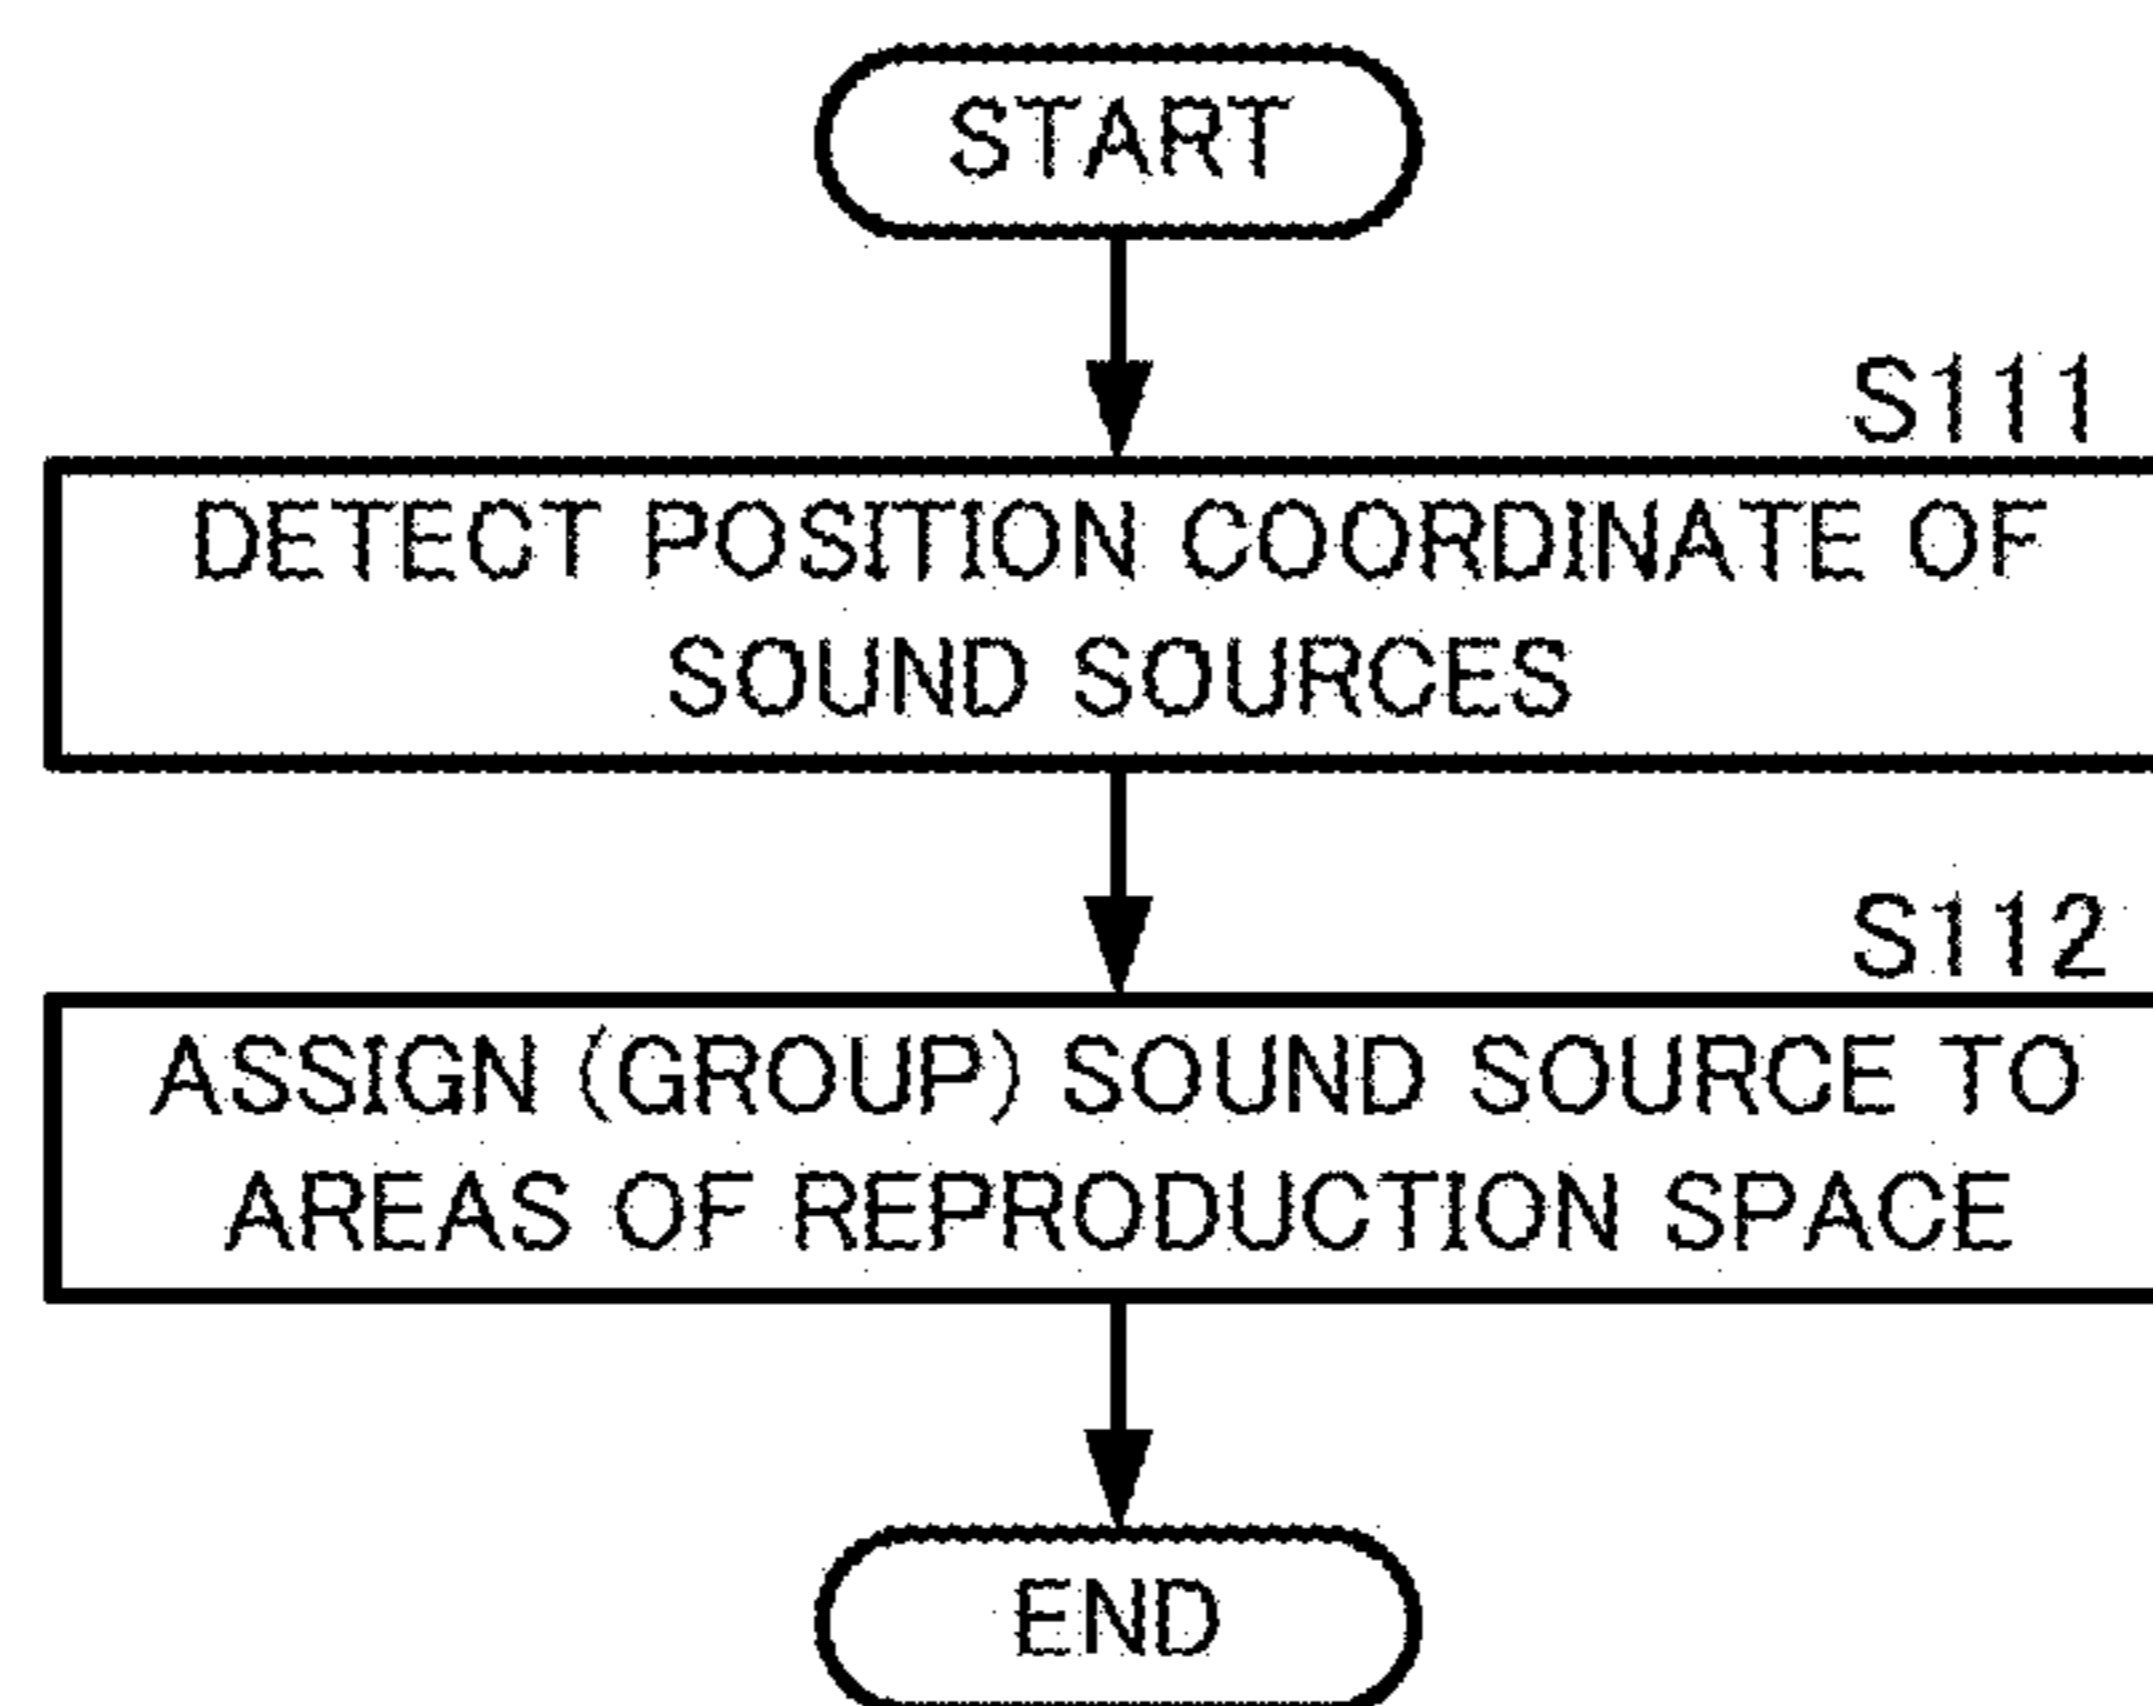 START
S111
DETECT POSITION COORDINATE OF
SOUND SOURCES
S112
ASSIGN (GROUP) SOUND SOURCE TO
AREAS OF REPRODUCTION SPACE
END